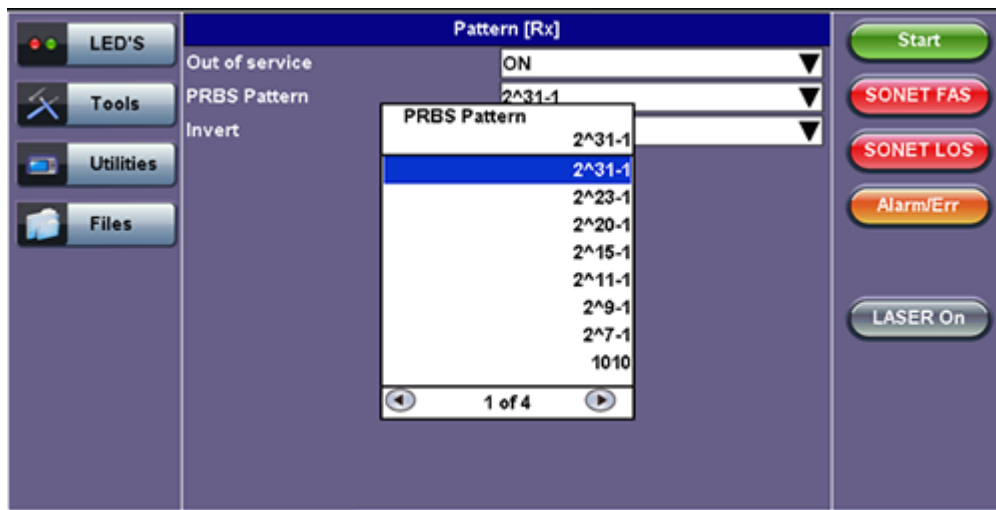 LED'S
Tools
Utilities
Files
Pattern [Rx]
Out of service ON
PRBS Pattern 2^31-1
Invert
PRBS Pattern
2^31-1
2^31-1
2^23-1
2^20-1
2^15-1
2^11-1
2^9-1
2^7-1
1010
1 of 4
Start
SONET FAS
SONET LOS
Alarm/Err
LASER On